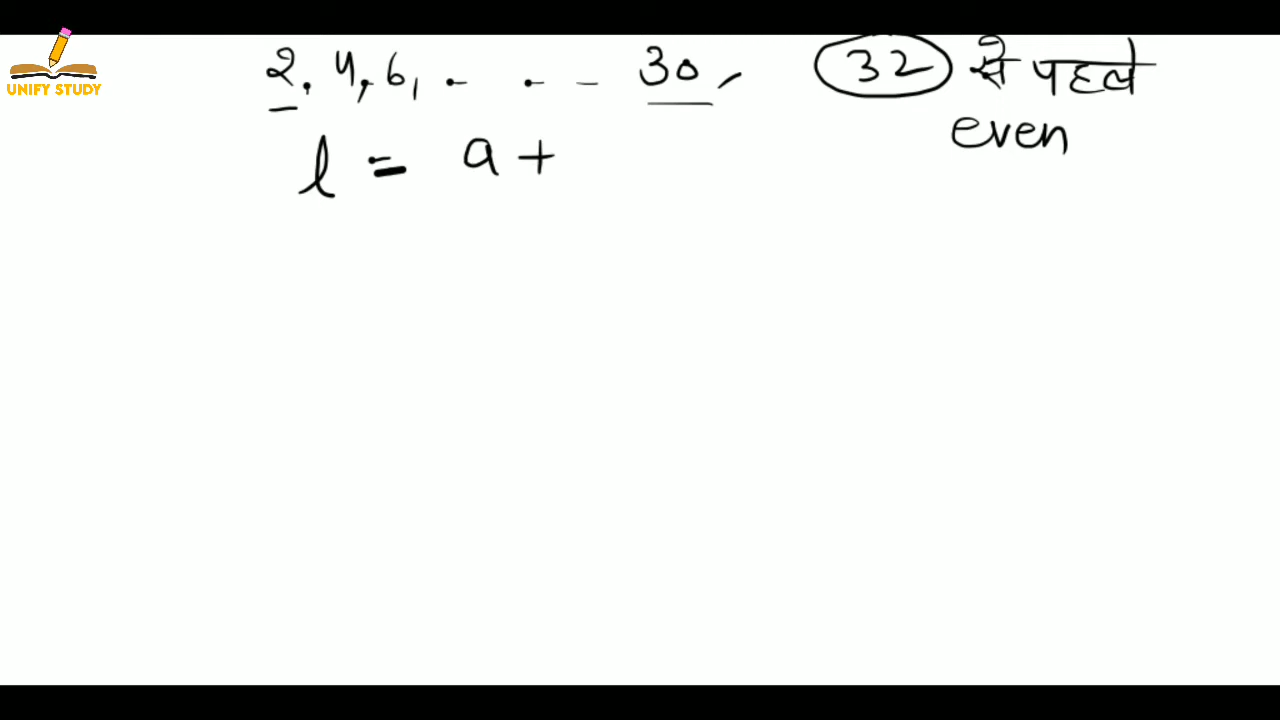 UNIFY STUDY
2, 4, 6, . . - 30, 32 से पहले
even
l = a +